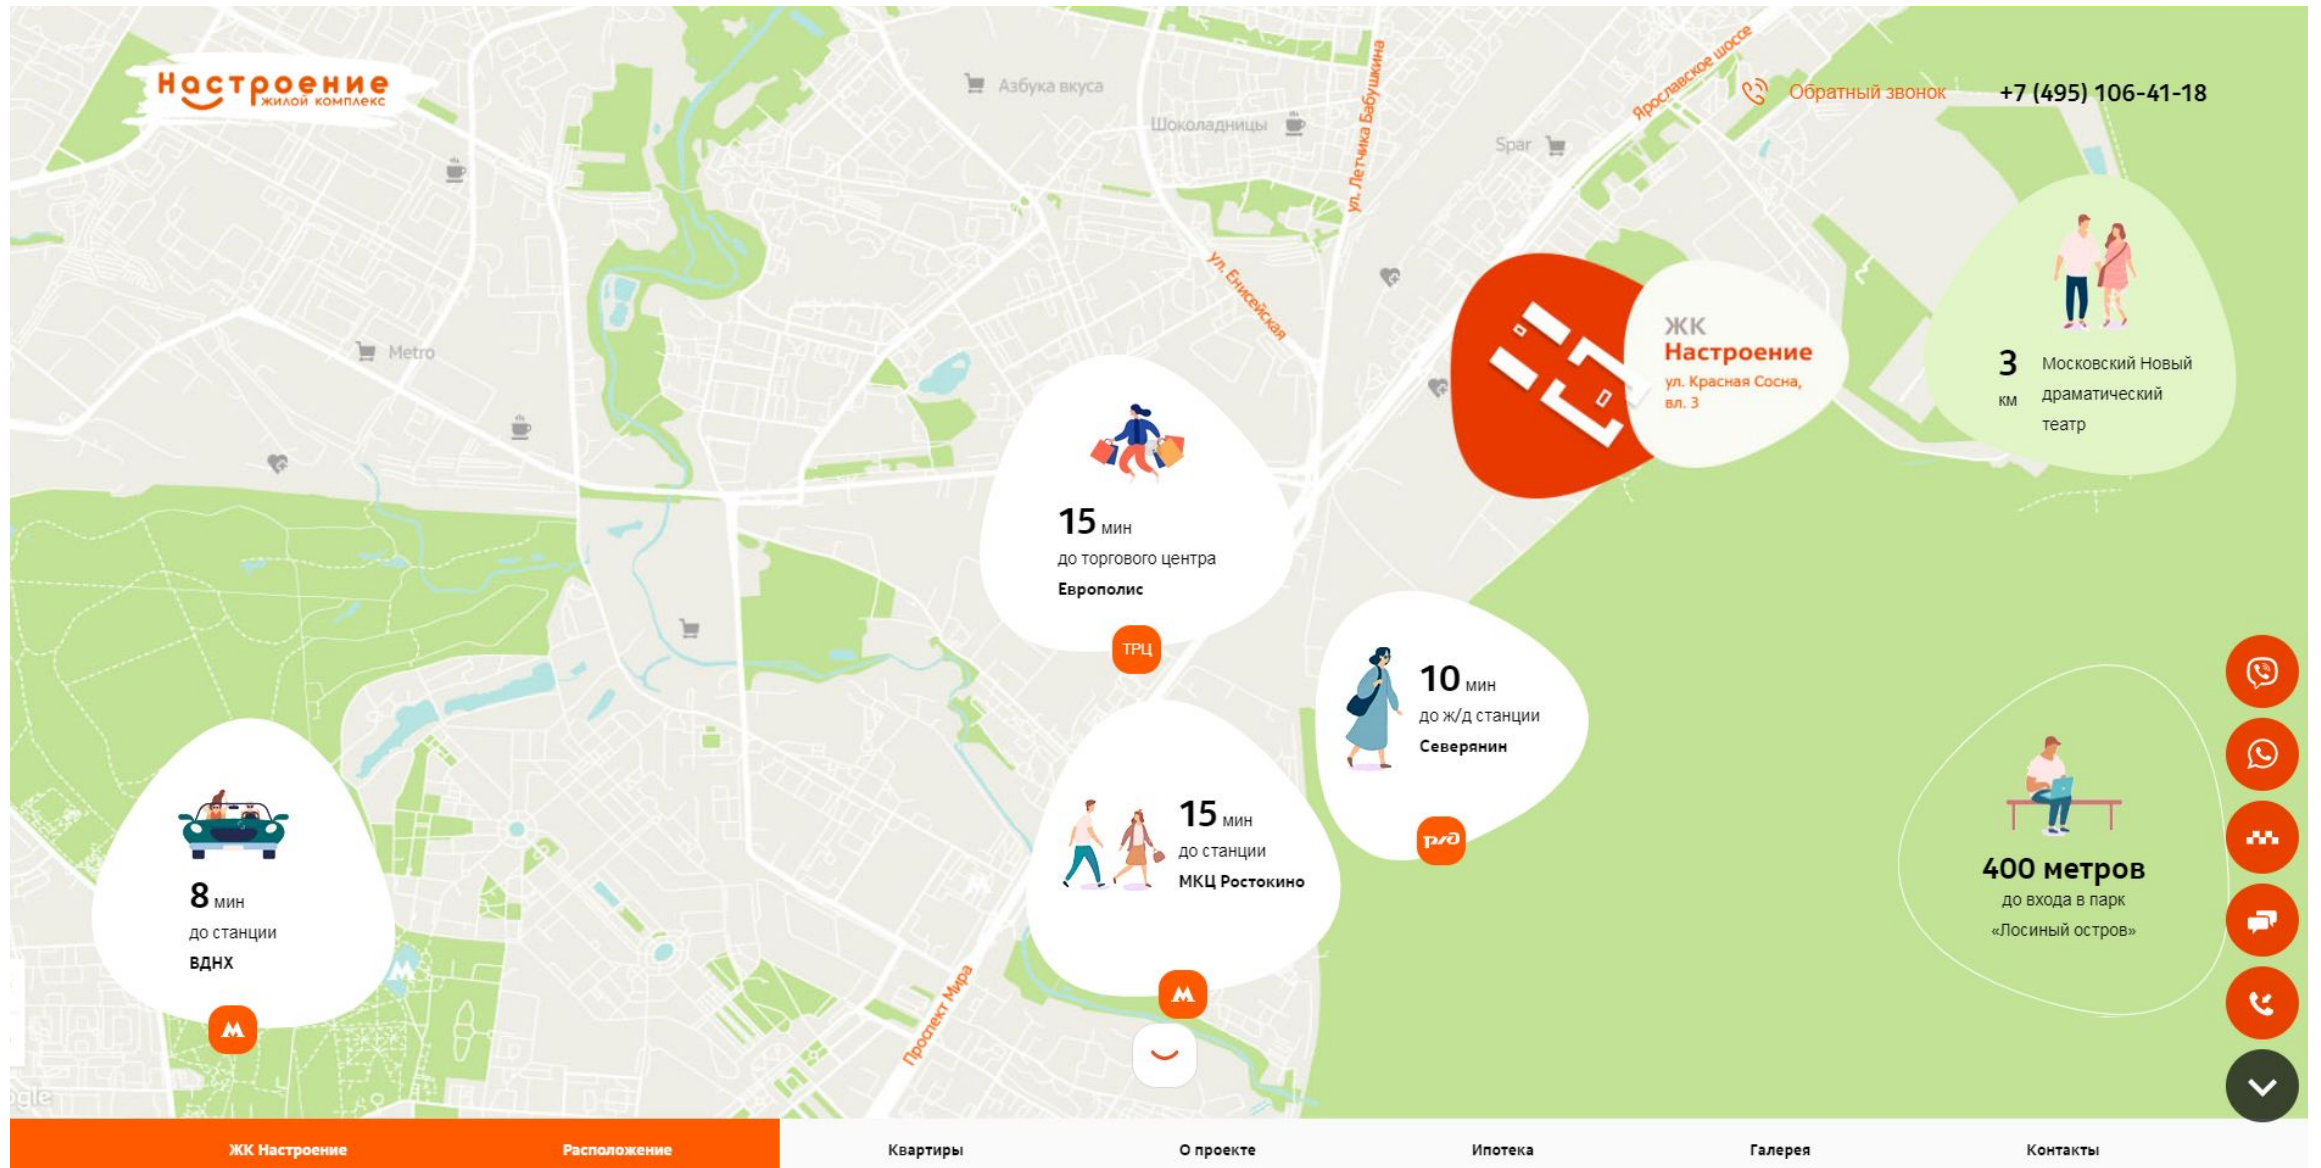 Настроение
жилой комплекс
Азбука вкуса
Шоколадницы
Spar
Metro
ул. Летчика Бабушкина
Ярославское шоссе
ул. Енисейская
Проспект Мира
Обратный звонок
+7 (495) 106-41-18
ЖК
Настроение
ул. Красная Сосна,
вл. 3
3 км
Московский Новый
драматический
театр
15 мин
до торгового центра
Европолис
ТРЦ
10 мин
до ж/д станции
Северянин
ржд
15 мин
до станции
МКЦ Ростокино
М
8 мин
до станции
ВДНХ
М
М
М
400 метров
до входа в парк
«Лосиный остров»
ogle
ЖК Настроение
Расположение
Квартиры
О проекте
Ипотека
Галерея
Контакты